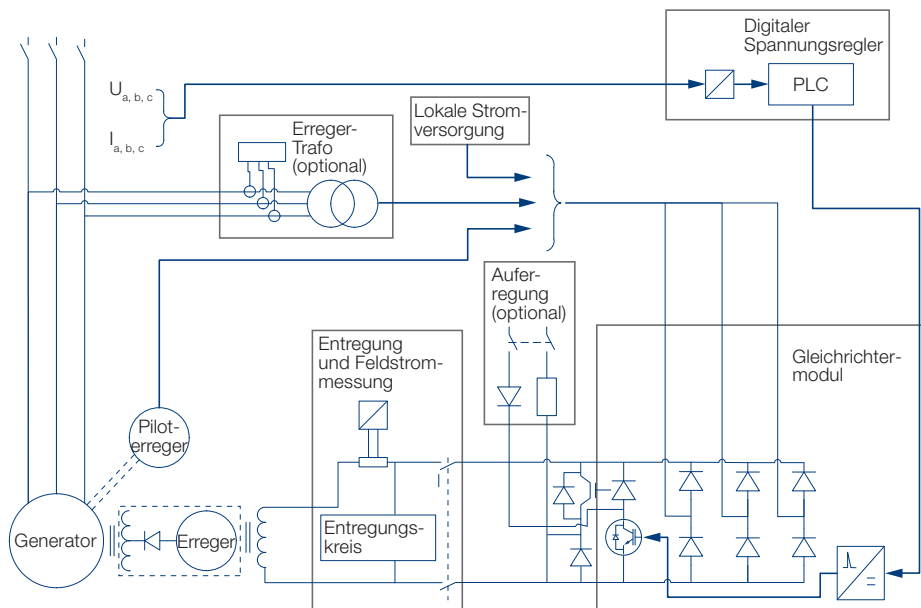 Digitaler
Spannungsregler
PLC
U a, b, c
I a, b, c
Erreger-
Trafo
(optional)
Lokale Strom-
versorgung
Aufer-
regung
(optional)
Entregung
und Feldstrom-
messung
Gleichrichter-
modul
Pilot-
erreger
Generator
Erreger
Entregungs-
kreis